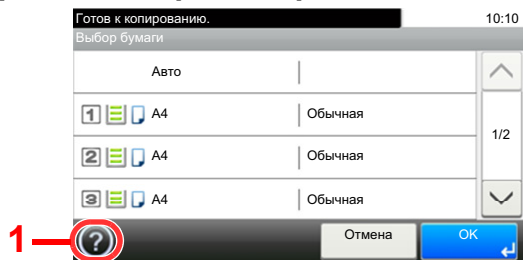 Готов к копированию. 10:10
Выбор бумаги
Авто
1 A4 Обычная
1/2
2 A4 Обычная
3 A4 Обычная
1 ? Отмена OK